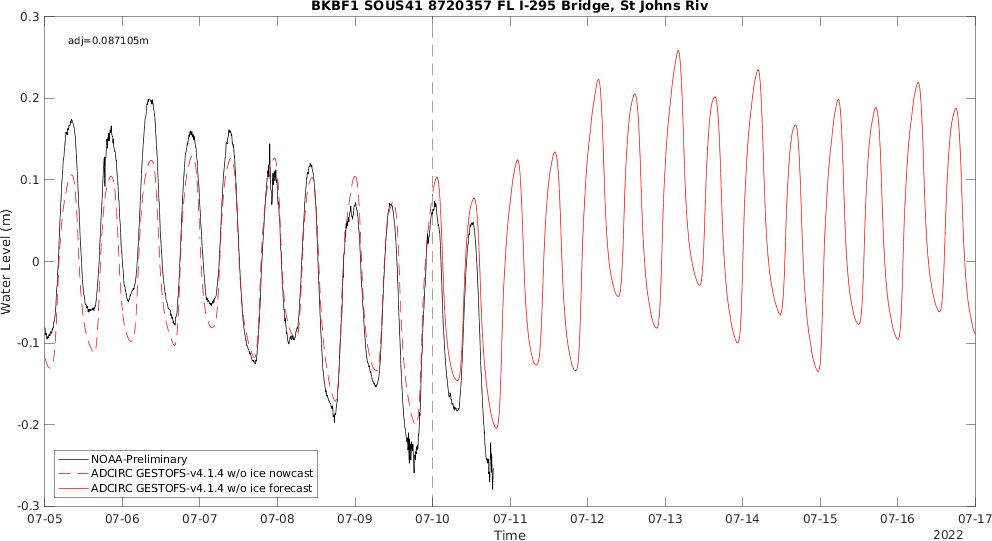 BKBF1 SOUS41 8720357 FL I-295 Bridge, St Johns Riv
adj=0.087105m
0.3
0.2
0.1
0
-0.1
-0.2
-0.3
Water Level (m)
NOAA-Preliminary
ADCIRC GESTOFS-v4.1.4 w/o ice nowcast
ADCIRC GESTOFS-v4.1.4 w/o ice forecast
07-05 07-06 07-07 07-08 07-09 07-10 07-11 07-12 07-13 07-14 07-15 07-16 07-17
Time
2022